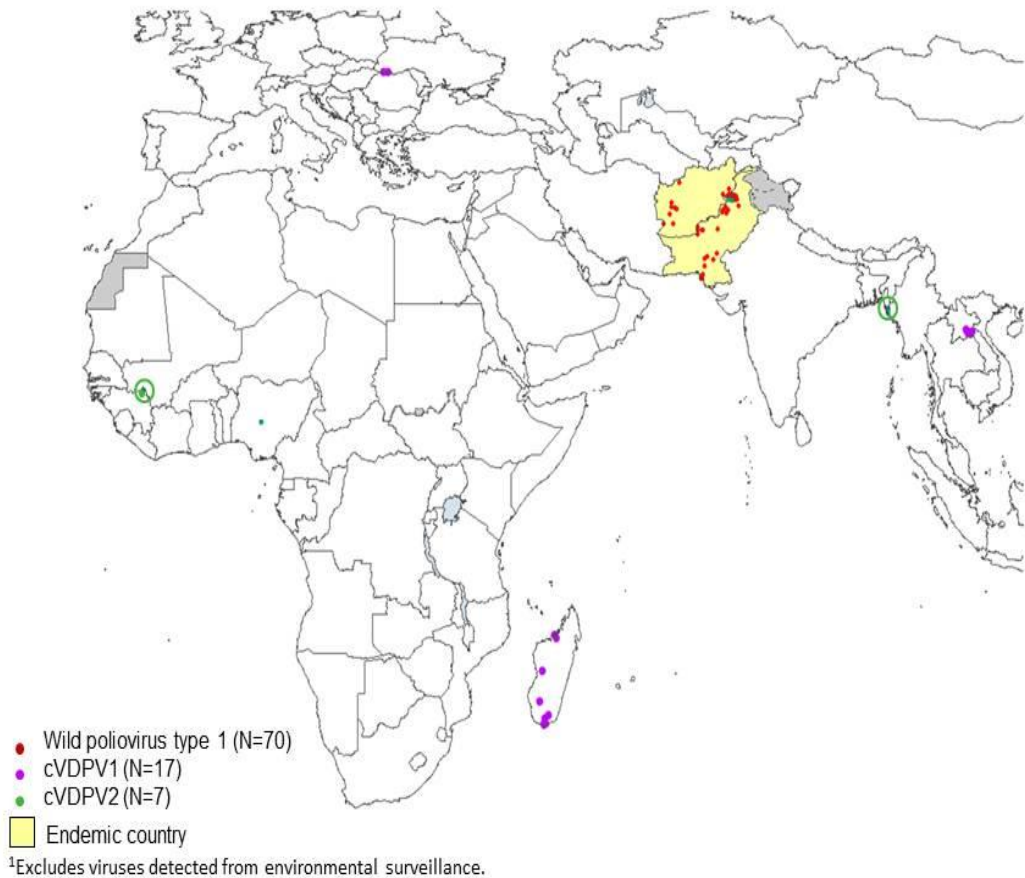 Wild poliovirus type 1 (N=70)
cVDPV1 (N=17)
cVDPV2 (N=7)
Endemic country
¹Excludes viruses detected from environmental surveillance.